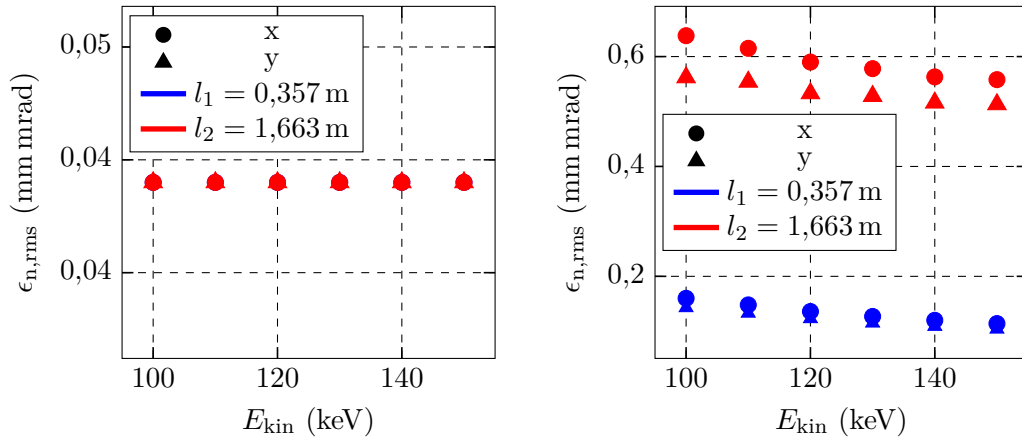 0,05
0,04
0,04
ϵn,rms (mm mrad)
x
y
l1 = 0,357 m
l2 = 1,663 m
100 120 140
Ekin (keV)
0,6
0,4
0,2
ϵn,rms (mm mrad)
x
y
l1 = 0,357 m
l2 = 1,663 m
100 120 140
Ekin (keV)